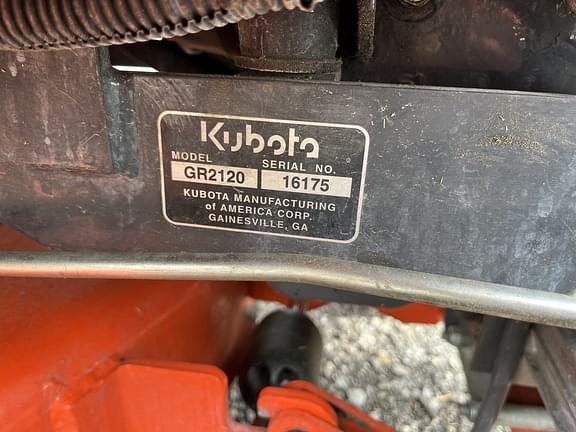 Kubota
MODEL SERIAL NO.
GR2120 16175
KUBOTA MANUFACTURING
of AMERICA CORP.
GAINESVILLE, GA